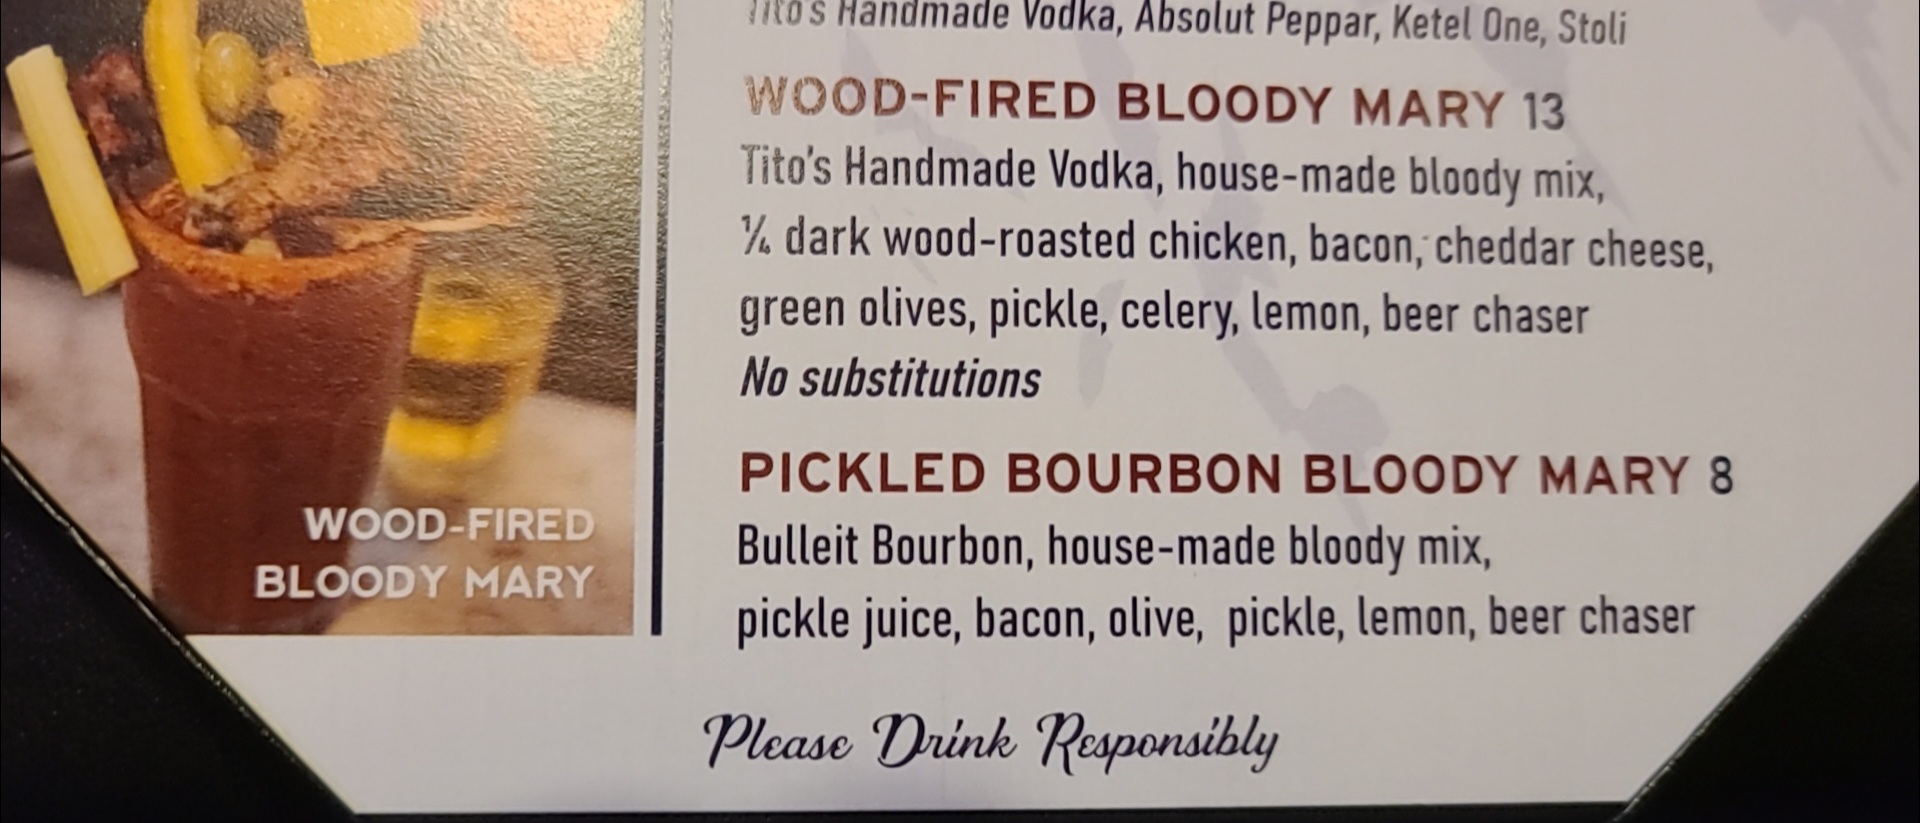 Tito's Handmade Vodka, Absolut Peppar, Ketel One, Stoli
WOOD-FIRED BLOODY MARY 13
Tito's Handmade Vodka, house-made bloody mix,
¼ dark wood-roasted chicken, bacon, cheddar cheese,
green olives, pickle, celery, lemon, beer chaser
No substitutions
PICKLED BOURBON BLOODY MARY 8
Bulleit Bourbon, house-made bloody mix,
pickle juice, bacon, olive, pickle, lemon, beer chaser
WOOD-FIRED
BLOODY MARY
Please Drink Responsibly